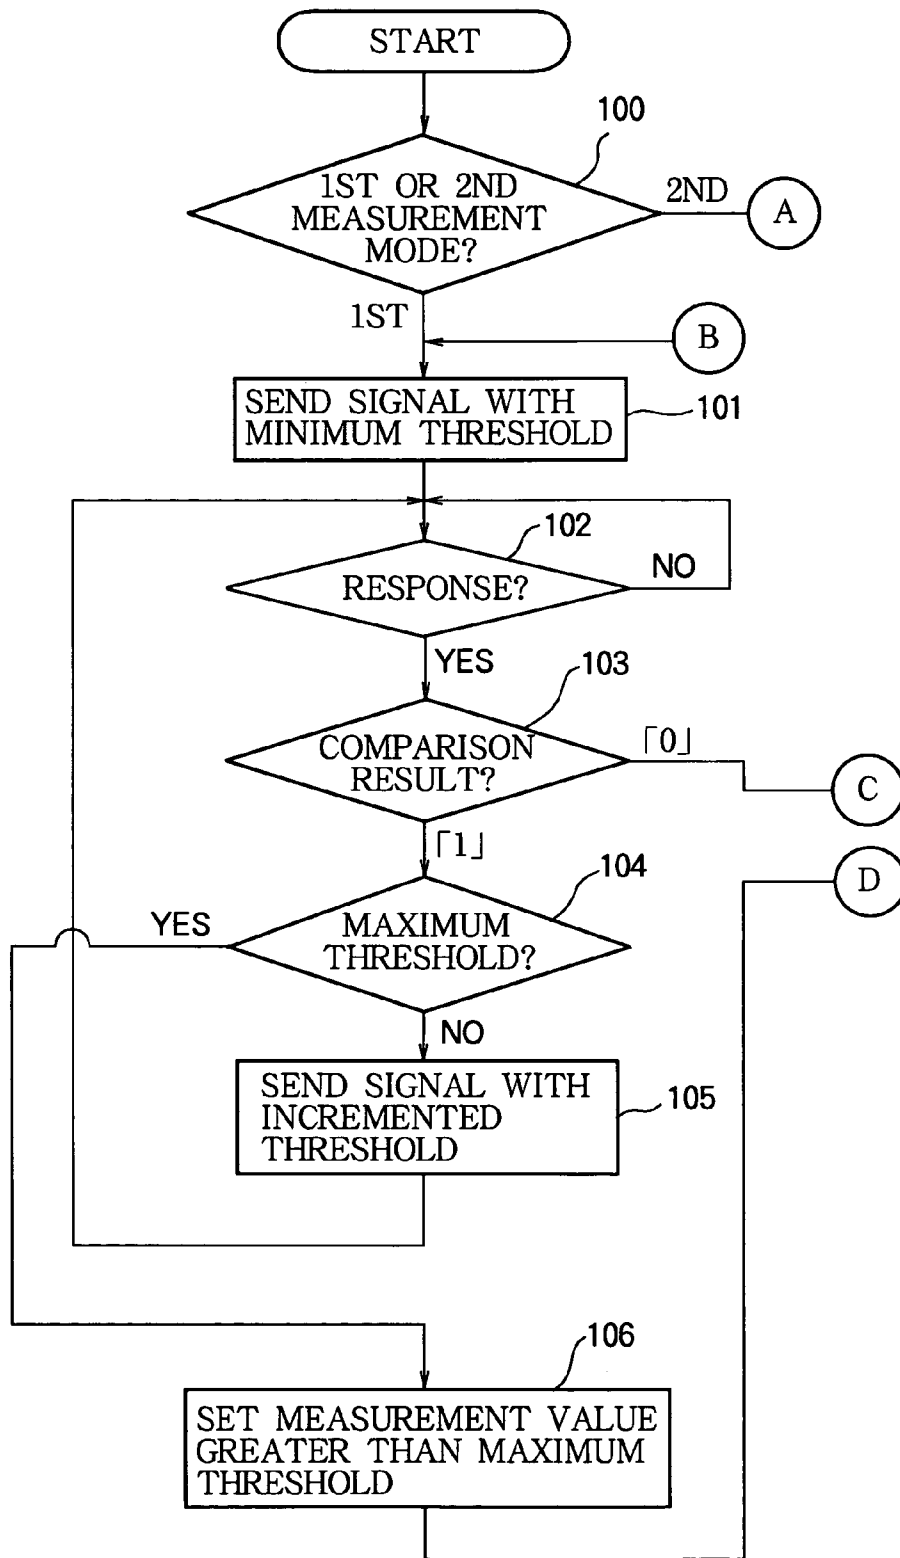 START
100
1ST OR 2ND
MEASUREMENT
MODE?
2ND
A
1ST
B
SEND SIGNAL WITH
MINIMUM THRESHOLD
101
102
RESPONSE?
NO
YES
103
COMPARISON
RESULT?
「0」
C
「1」
D
104
YES
MAXIMUM
THRESHOLD?
NO
SEND SIGNAL WITH
INCREMENTED
THRESHOLD
105
106
SET MEASUREMENT VALUE
GREATER THAN MAXIMUM
THRESHOLD